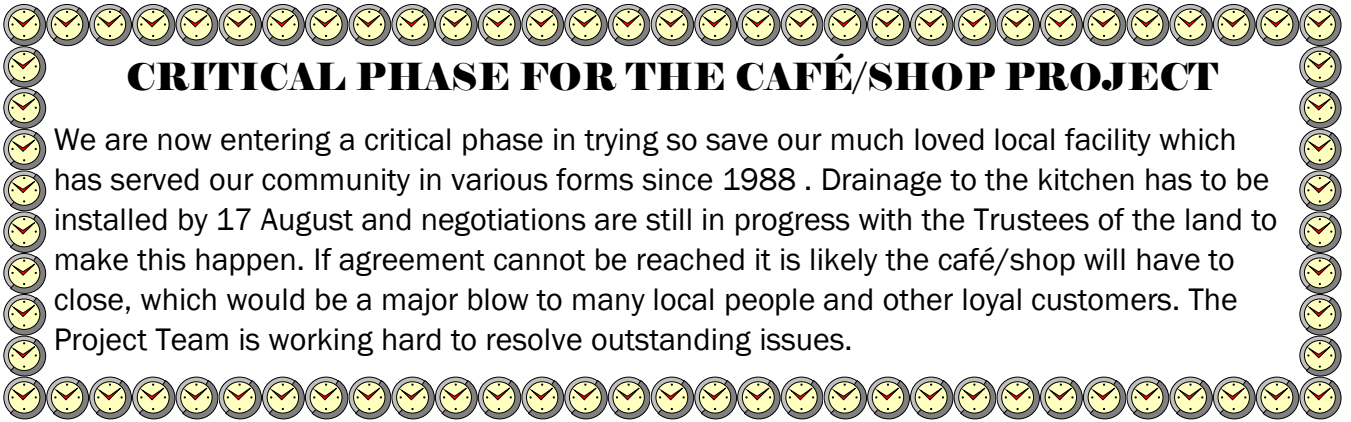 CRITICAL PHASE FOR THE CAFÉ/SHOP PROJECT
We are now entering a critical phase in trying so save our much loved local facility which
has served our community in various forms since 1988 . Drainage to the kitchen has to be
installed by 17 August and negotiations are still in progress with the Trustees of the land to
make this happen. If agreement cannot be reached it is likely the café/shop will have to
close, which would be a major blow to many local people and other loyal customers. The
Project Team is working hard to resolve outstanding issues.